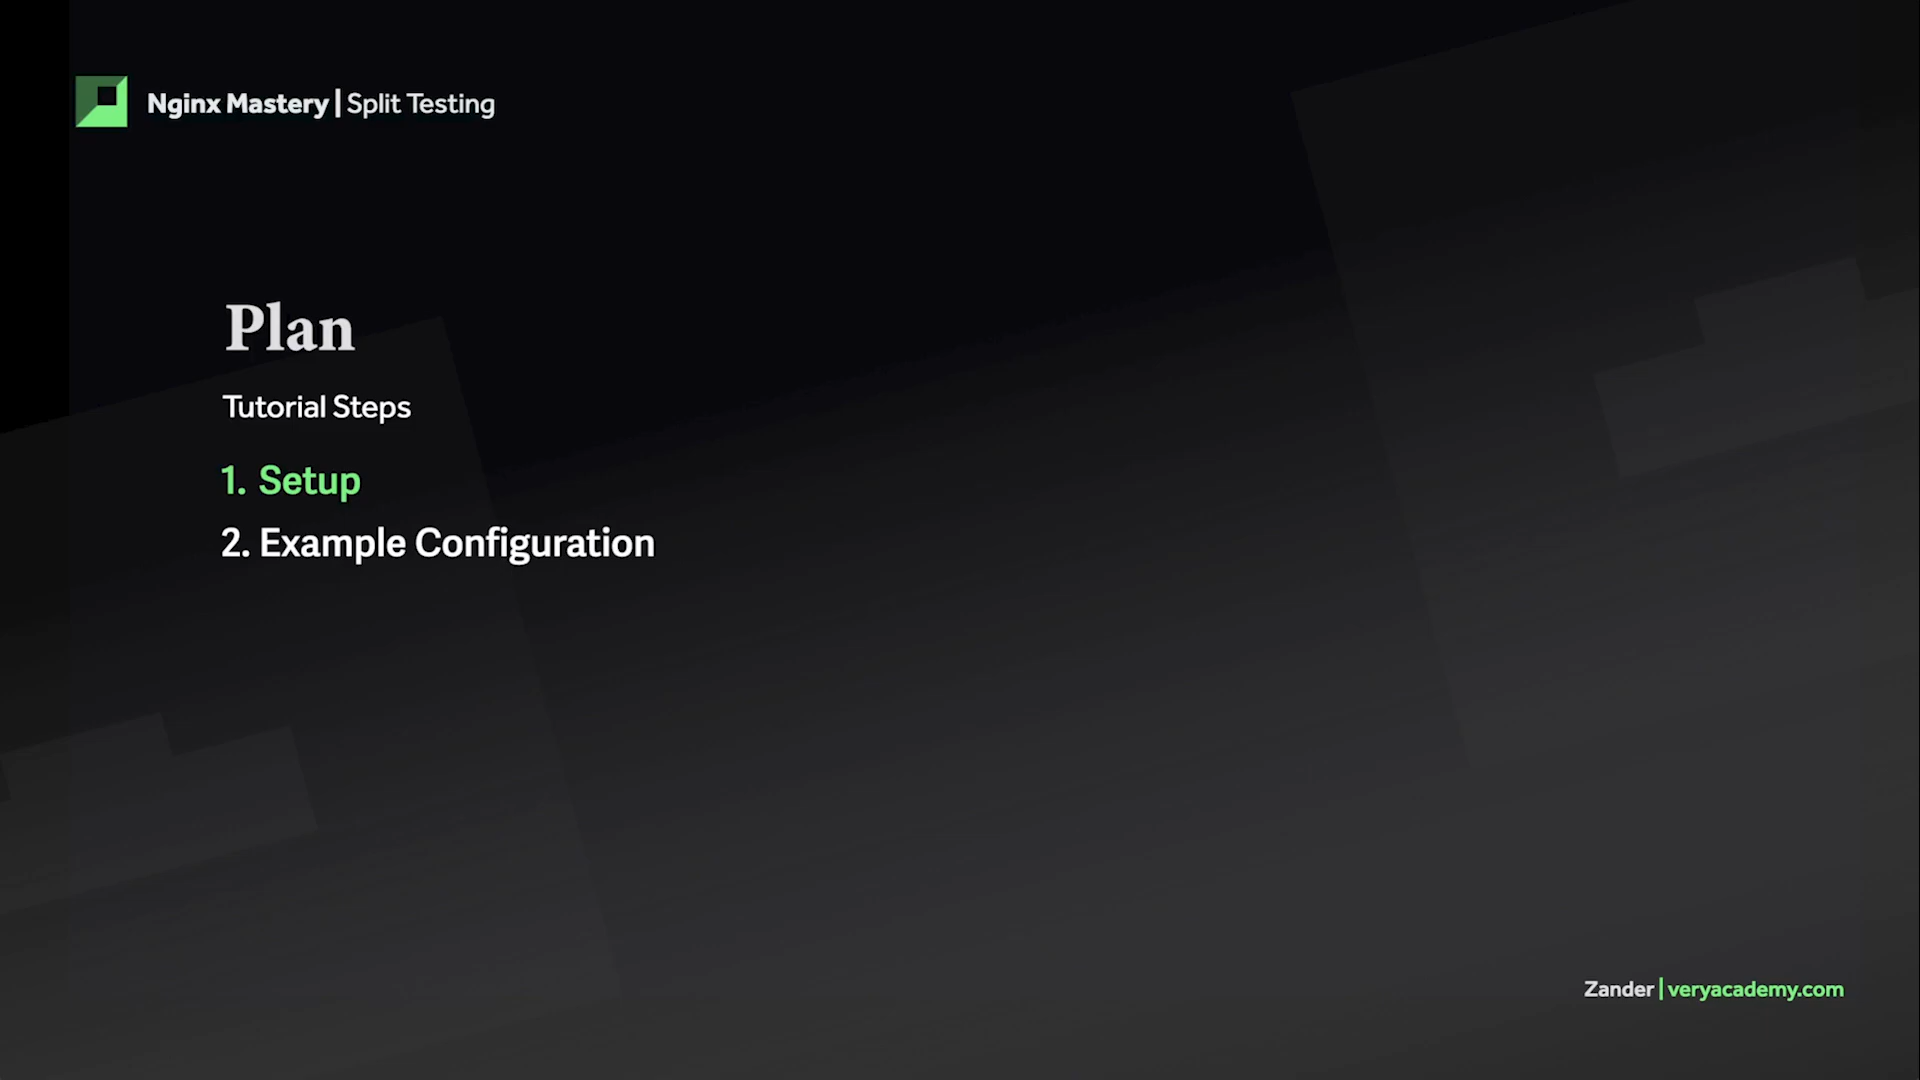 Nginx Mastery | Split Testing
Plan
Tutorial Steps
1. Setup
2. Example Configuration
Zander | veryacademy.com